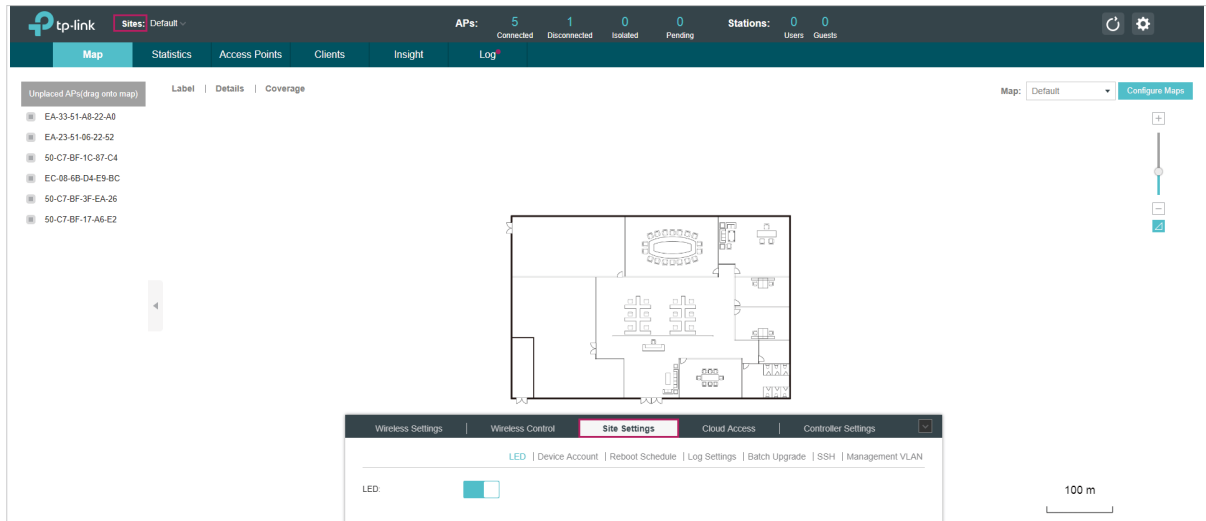 tp-link Sites: Default APs: 5 1 0 0 Stations: 0 0
Connected Disconnected Isolated Pending Users Guests
Map Statistics Access Points Clients Insight Log
Unplaced APs(drag onto map) Label | Details | Coverage Map: Default Configure Maps
EA-33-51-A8-22-A0
EA-23-51-06-22-52
50-C7-BF-1C-87-C4
EC-08-6B-D4-E9-BC
50-C7-BF-3F-EA-26
50-C7-BF-17-A6-E2
Wireless Settings | Wireless Control Site Settings Cloud Access | Controller Settings
LED | Device Account | Reboot Schedule | Log Settings | Batch Upgrade | SSH | Management VLAN
LED:
100 m